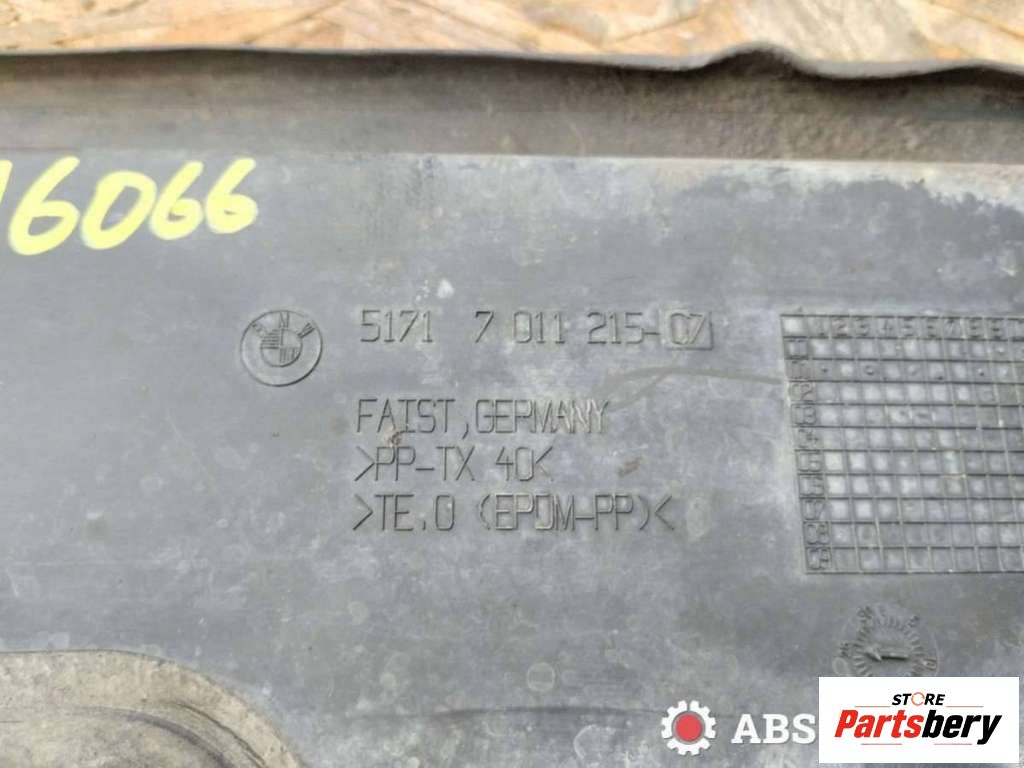 16066
5171 7 011 215-07
FAIST, GERMANY
>PP-TX 40<
>TE.0 (EPDM-PP)<
ABS
STORE
Partsbery